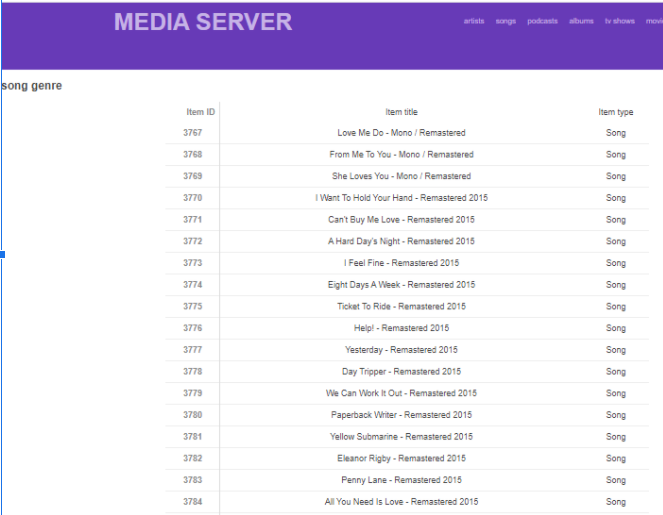 MEDIA SERVER
artists songs podcasts albums tv shows
song genre
Item ID Item title Item type
3767 Love Me Do - Mono / Remastered Song
3768 From Me To You - Mono / Remastered Song
3769 She Loves You - Mono / Remastered Song
3770 I Want To Hold Your Hand - Remastered 2015 Song
3771 Can't Buy Me Love - Remastered 2015 Song
3772 A Hard Day's Night - Remastered 2015 Song
3773 I Feel Fine - Remastered 2015 Song
3774 Eight Days A Week - Remastered 2015 Song
3775 Ticket To Ride - Remastered 2015 Song
3776 Help! - Remastered 2015 Song
3777 Yesterday - Remastered 2015 Song
3778 Day Tripper - Remastered 2015 Song
3779 We Can Work It Out - Remastered 2015 Song
3780 Paperback Writer - Remastered 2015 Song
3781 Yellow Submarine - Remastered 2015 Song
3782 Eleanor Rigby - Remastered 2015 Song
3783 Penny Lane - Remastered 2015 Song
3784 All You Need Is Love - Remastered 2015 Song